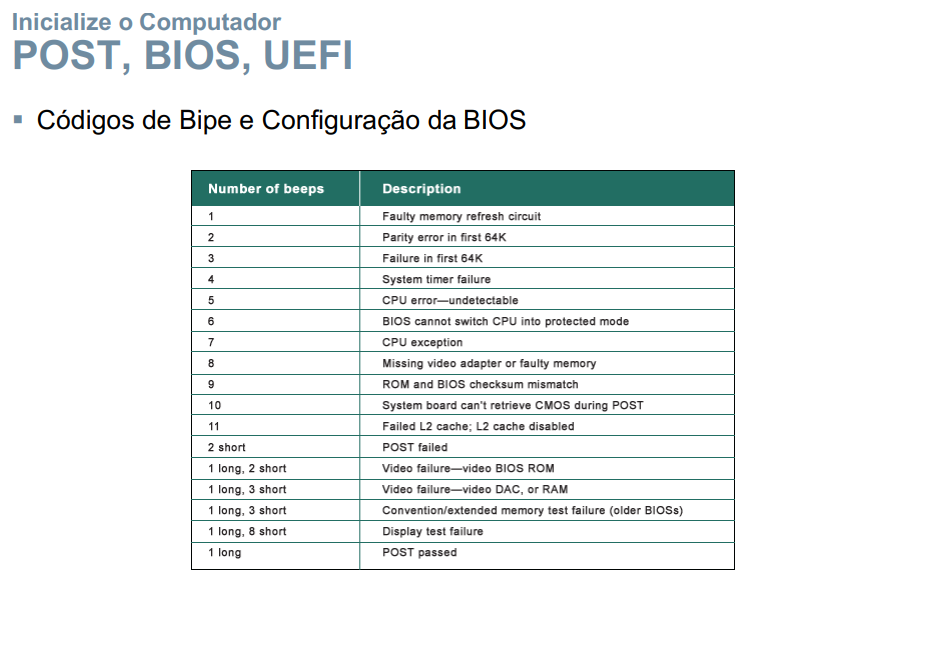 Inicialize o Computador
POST, BIOS, UEFI
▪ Códigos de Bipe e Configuração da BIOS
Number of beeps Description
1 Faulty memory refresh circuit
2 Parity error in first 64K
3 Failure in first 64K
4 System timer failure
5 CPU error—undetectable
6 BIOS cannot switch CPU into protected mode
7 CPU exception
8 Missing video adapter or faulty memory
9 ROM and BIOS checksum mismatch
10 System board can't retrieve CMOS during POST
11 Failed L2 cache; L2 cache disabled
2 short POST failed
1 long, 2 short Video failure—video BIOS ROM
1 long, 3 short Video failure—video DAC, or RAM
1 long, 3 short Convention/extended memory test failure (older BIOSs)
1 long, 8 short Display test failure
1 long POST passed